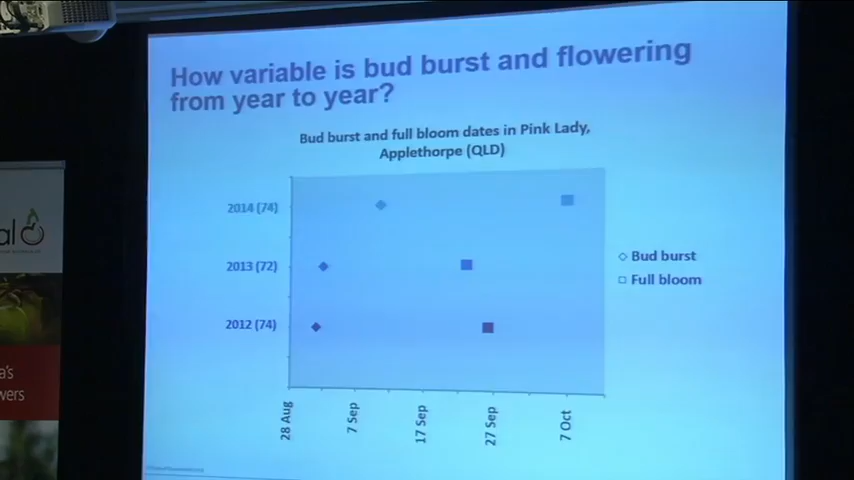 How variable is bud burst and flowering
from year to year?
Bud burst and full bloom dates in Pink Lady,
Applethorpe (QLD)
2014 (74)
2013 (72)
2012 (74)
Bud burst
Full bloom
28 Aug
7 Sep
17 Sep
27 Sep
7 Oct
al
a's
wers